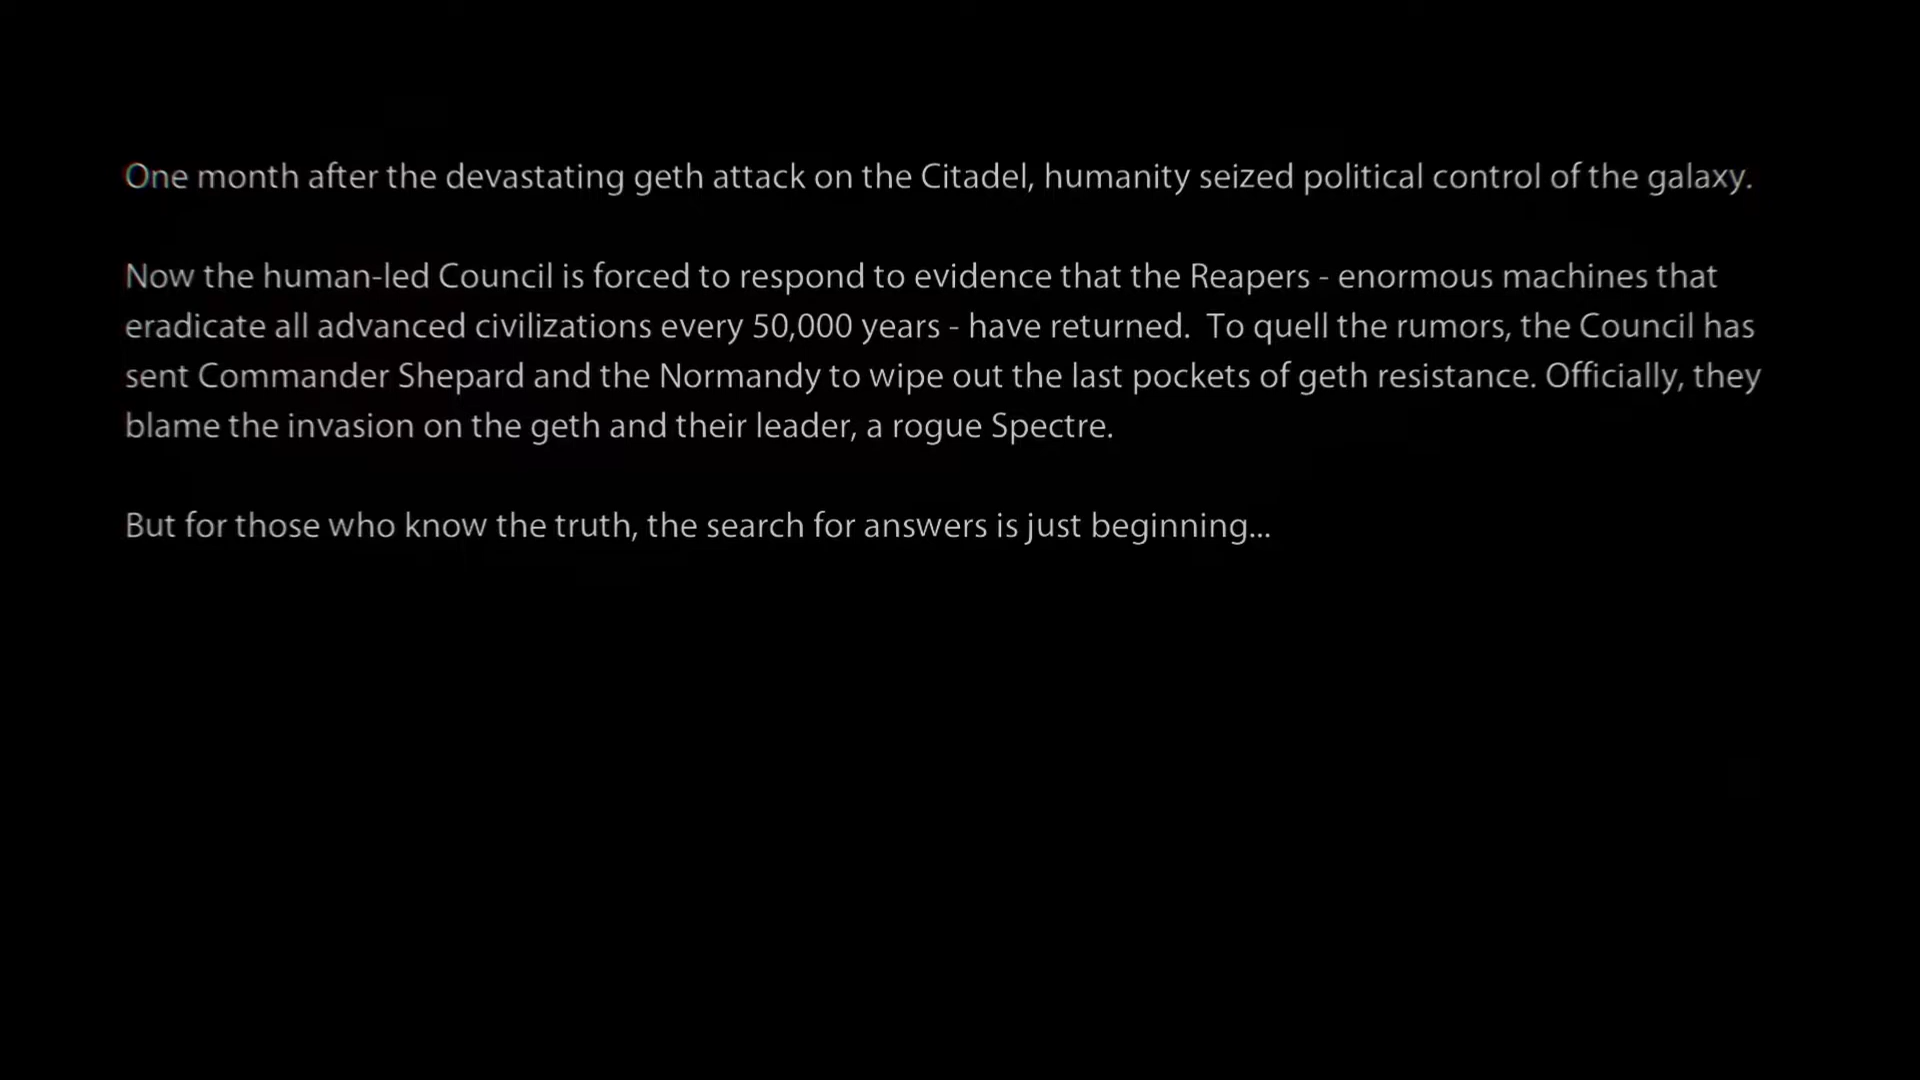 One month after the devastating geth attack on the Citadel, humanity seized political control of the galaxy.
Now the human-led Council is forced to respond to evidence that the Reapers - enormous machines that
eradicate all advanced civilizations every 50,000 years - have returned.  To quell the rumors, the Council has
sent Commander Shepard and the Normandy to wipe out the last pockets of geth resistance. Officially, they
blame the invasion on the geth and their leader, a rogue Spectre.
But for those who know the truth, the search for answers is just beginning...